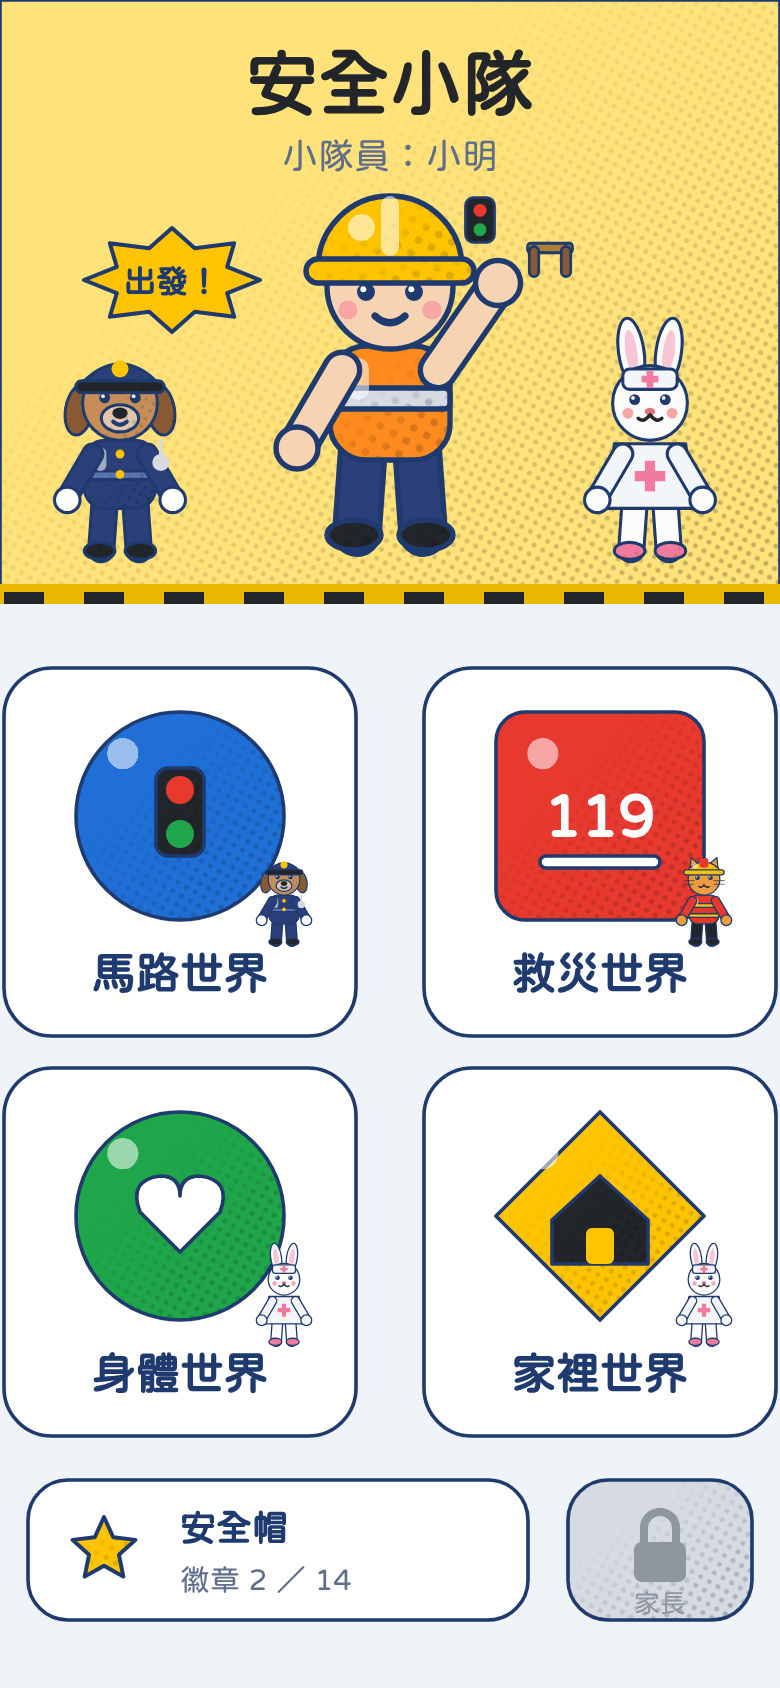 安全小隊
小隊員：小明
出發！
119
馬路世界
救災世界
身體世界
家裡世界
安全帽
徽章 2 ／ 14
家長